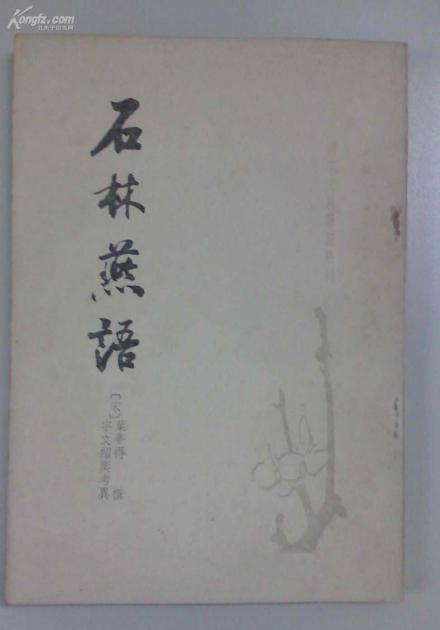 Kongfz.com
石林燕語
〔宋〕葉夢得 撰
宇文紹奕考異